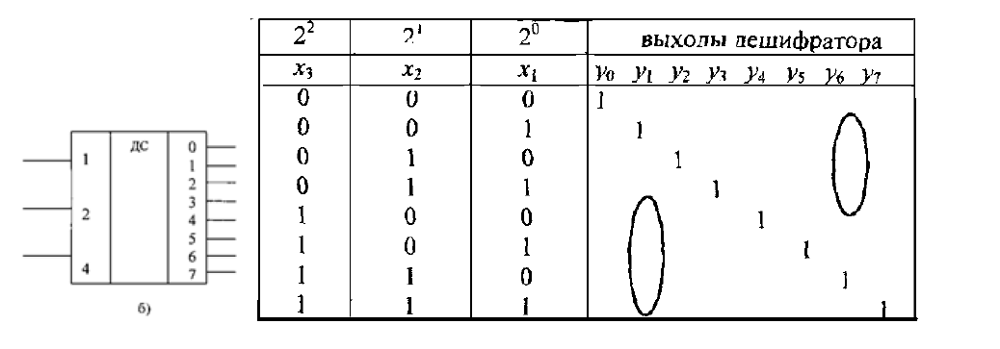 1 ДС 0
1
2
2 3
4
5
4 6
7
б)
2² 2¹ 2⁰ выходы дешифратора
x₃ x₂ x₁ y₀ y₁ y₂ y₃ y₄ y₅ y₆ y₇
0 0 0 1
0 0 1 1
0 1 0 1
0 1 1 1
1 0 0 1
1 0 1 1
1 1 0 1
1 1 1 1